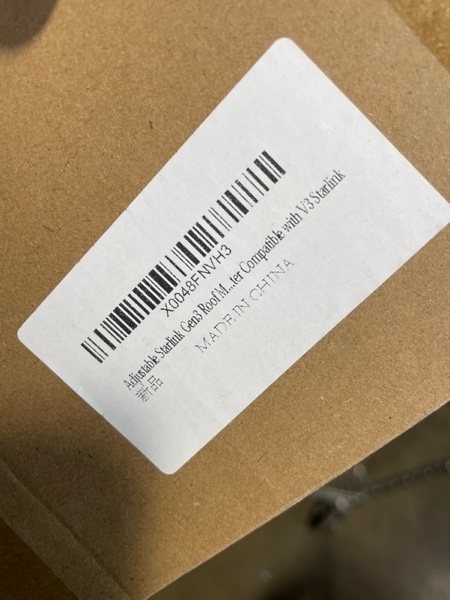 X0048FNVH3
Adjustable Starlink Gen3 Roof M...ter Compatible with V3 Starlink
新品
MADE IN CHINA